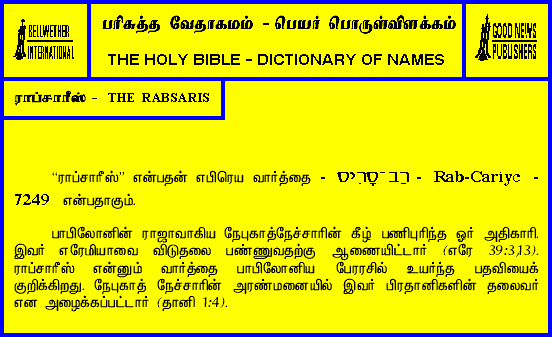 BELLWETHER
INTERNATIONAL
பரிசுத்த வேதாகமம் - பெயர் பொருள்விளக்கம்
THE HOLY BIBLE - DICTIONARY OF NAMES
GOOD NEWS
PUBLISHERS
ராப்சாரீஸ் - THE RABSARIS
“ராப்சாரீஸ்” என்பதன் எபிரெய வார்த்தை - רַב־סָרִיס - Rab-Cariye -
7249 என்பதாகும்.
பாபிலோனின் ராஜாவாகிய நேபுகாத்நேச்சாரின் கீழ் பணிபுரிந்த ஓர் அதிகாரி.
இவர் எரேமியாவை விடுதலை பண்ணுவதற்கு ஆணையிட்டார் (எரே 39:3,13).
ராப்சாரீஸ் என்னும் வார்த்தை பாபிலோனிய பேரரசில் உயர்ந்த பதவியைக்
குறிக்கிறது. நேபுகாத் நேச்சாரின் அரண்மனையில் இவர் பிரதானிகளின் தலைவர்
என அழைக்கப்பட்டார் (தானி 1:4).